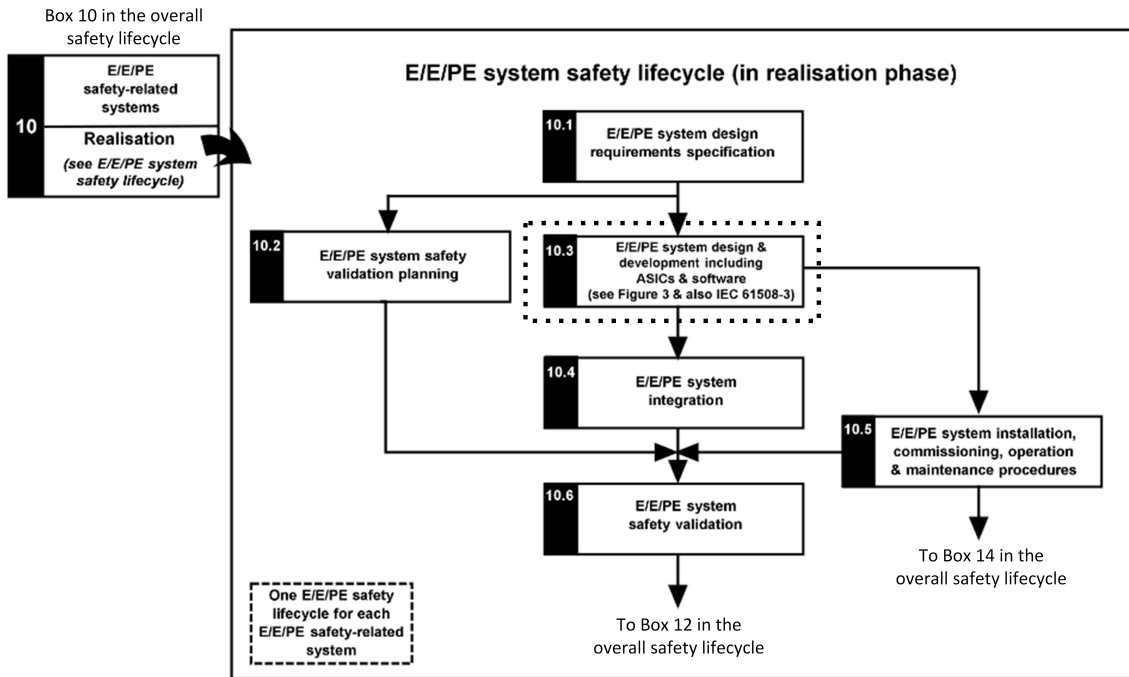 Box 10 in the overall
safety lifecycle
10
E/E/PE
safety-related
systems
Realisation
(see E/E/PE system
safety lifecycle)
E/E/PE system safety lifecycle (in realisation phase)
10.1
E/E/PE system design
requirements specification
10.2
E/E/PE system safety
validation planning
10.3
E/E/PE system design &
development including
ASICs & software
(see Figure 3 & also IEC 61508-3)
10.4
E/E/PE system
integration
10.5
E/E/PE system installation,
commissioning, operation
& maintenance procedures
10.6
E/E/PE system
safety validation
To Box 14 in the
overall safety lifecycle
One E/E/PE safety
lifecycle for each
E/E/PE safety-related
system
To Box 12 in the
overall safety lifecycle